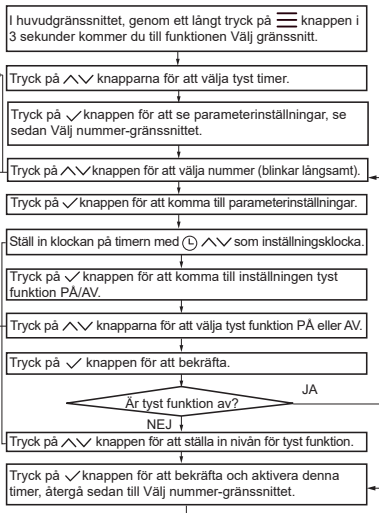 I huvudgränssnittet, genom ett långt tryck på ☰ knappen i
3 sekunder kommer du till funktionen Välj gränssnitt.
Tryck på ∧∨ knapparna för att välja tyst timer.
Tryck på ✓ knappen för att se parameterinställningar, se
sedan Välj nummer-gränssnittet.
Tryck på ∧∨ knappen för att välja nummer (blinkar långsamt).
Tryck på ✓ knappen för att komma till parameterinställningar.
Ställ in klockan på timern med 🕒 ∧∨ som inställningsklocka.
Tryck på ✓ knappen för att komma till inställningen tyst
funktion PÅ/AV.
Tryck på ∧∨ knapparna för att välja tyst funktion PÅ eller AV.
Tryck på ✓ knappen för att bekräfta.
Är tyst funktion av?
JA
NEJ
Tryck på ∧∨ knappen för att ställa in nivån för tyst funktion.
Tryck på ✓ knappen för att bekräfta och aktivera denna
timer, återgå sedan till Välj nummer-gränssnittet.